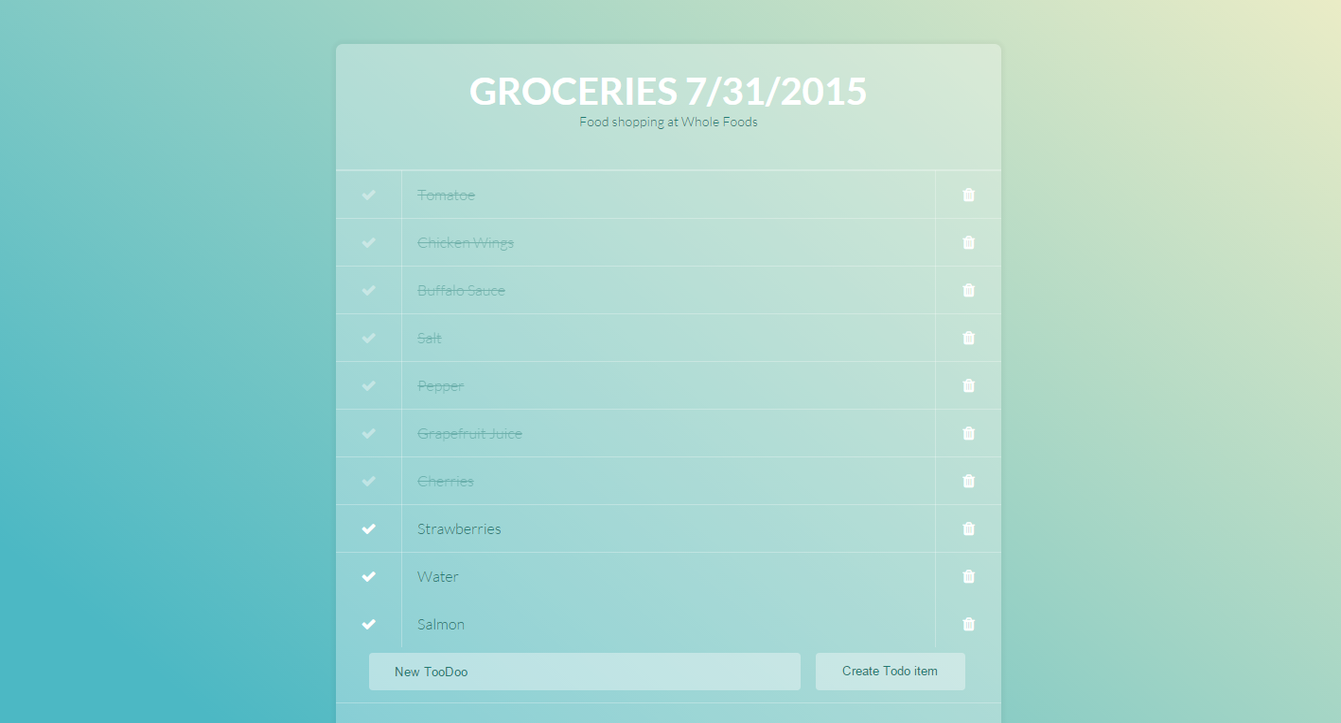 GROCERIES 7/31/2015
Food shopping at Whole Foods
Tomatoe
Chicken Wings
Buffalo Sauce
Salt
Pepper
Grapefruit Juice
Cherries
Strawberries
Water
Salmon
New TooDoo
Create Todo item